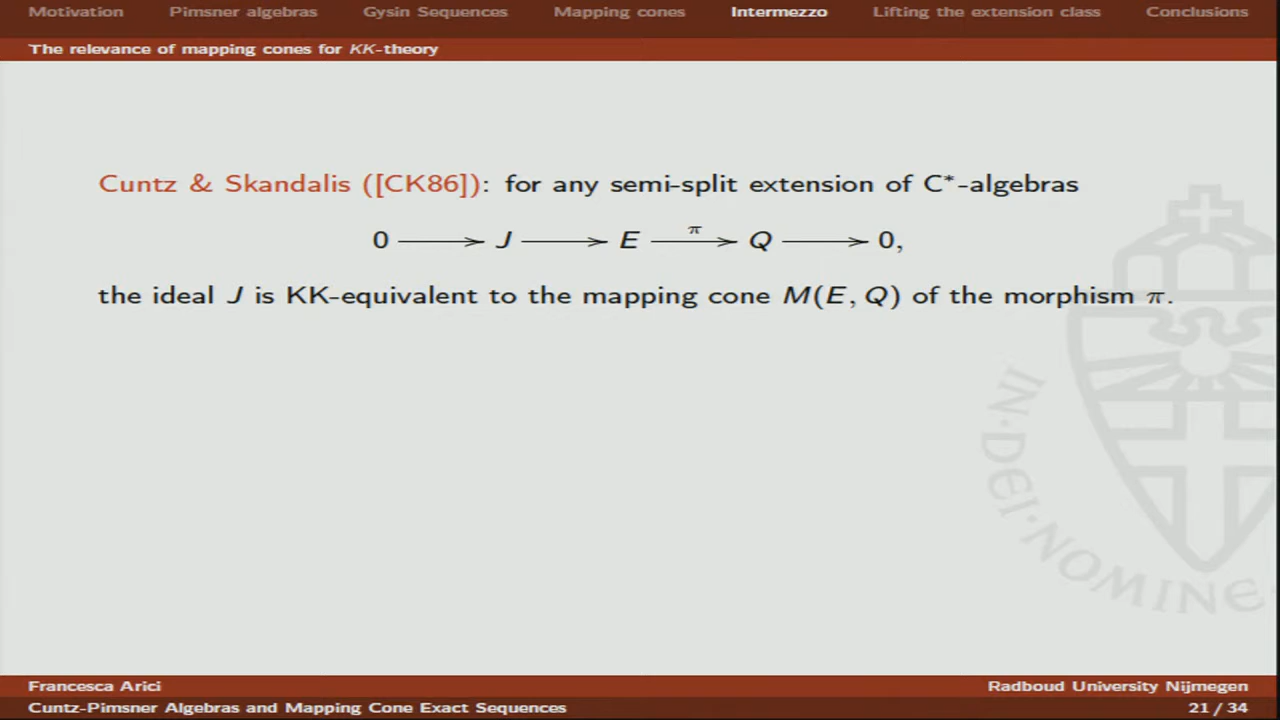 Motivation Pimsner algebras Gysin Sequences Mapping cones Intermezzo Lifting the extension class Conclusions
The relevance of mapping cones for KK-theory
Cuntz & Skandalis ([CK86]): for any semi-split extension of C*-algebras
0 → J → E →π Q → 0,
the ideal J is KK-equivalent to the mapping cone M(E, Q) of the morphism π.
IN·DEI·NOMINE·
Francesca Arici Radboud University Nijmegen
Cuntz-Pimsner Algebras and Mapping Cone Exact Sequences 21 / 34